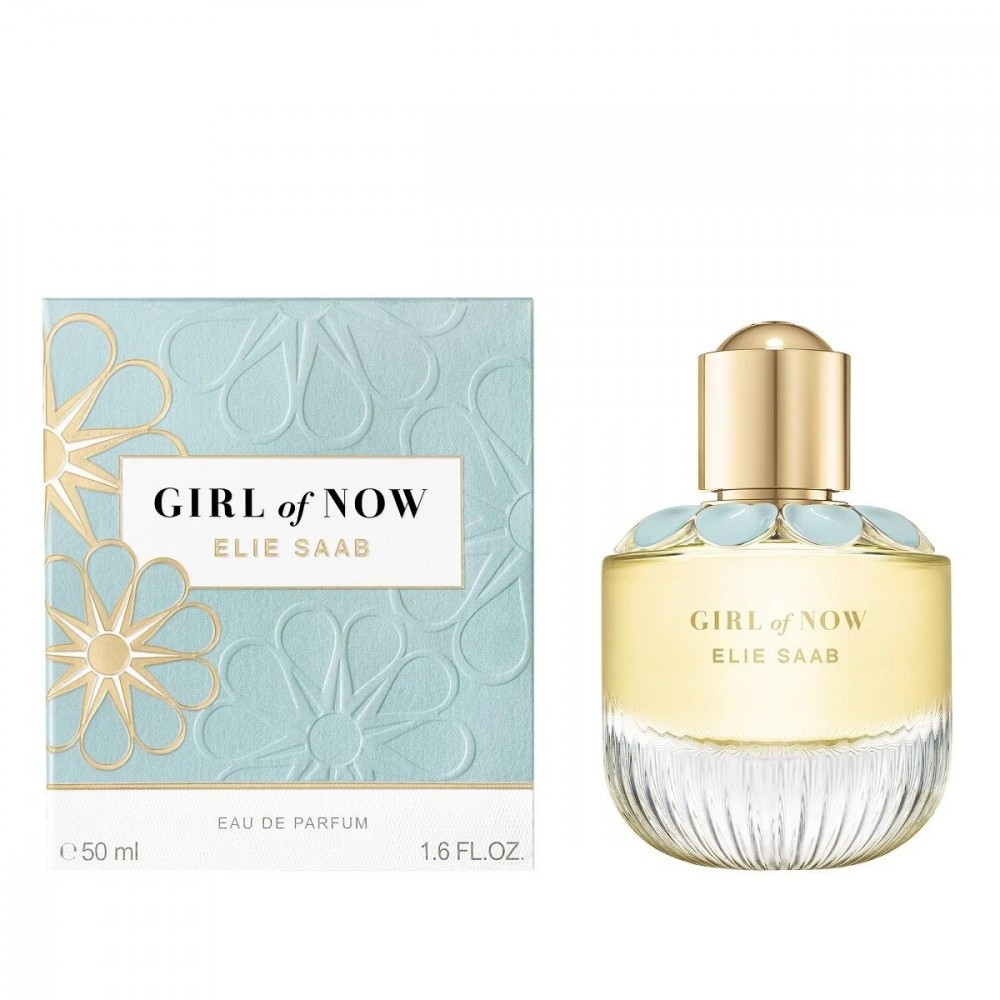 GIRL of NOW
ELIE SAAB
EAU DE PARFUM
℮ 50 ml 1.6 FL.OZ.
GIRL of NOW
ELIE SAAB